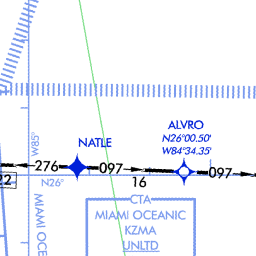 ALVRO
N26°00.50'
W84°34.35'
NATLE
W85°
276
097
097
22
N26°
16
CTA
MIAMI OCEANIC
KZMA
UNLTD
MIAMI OCE